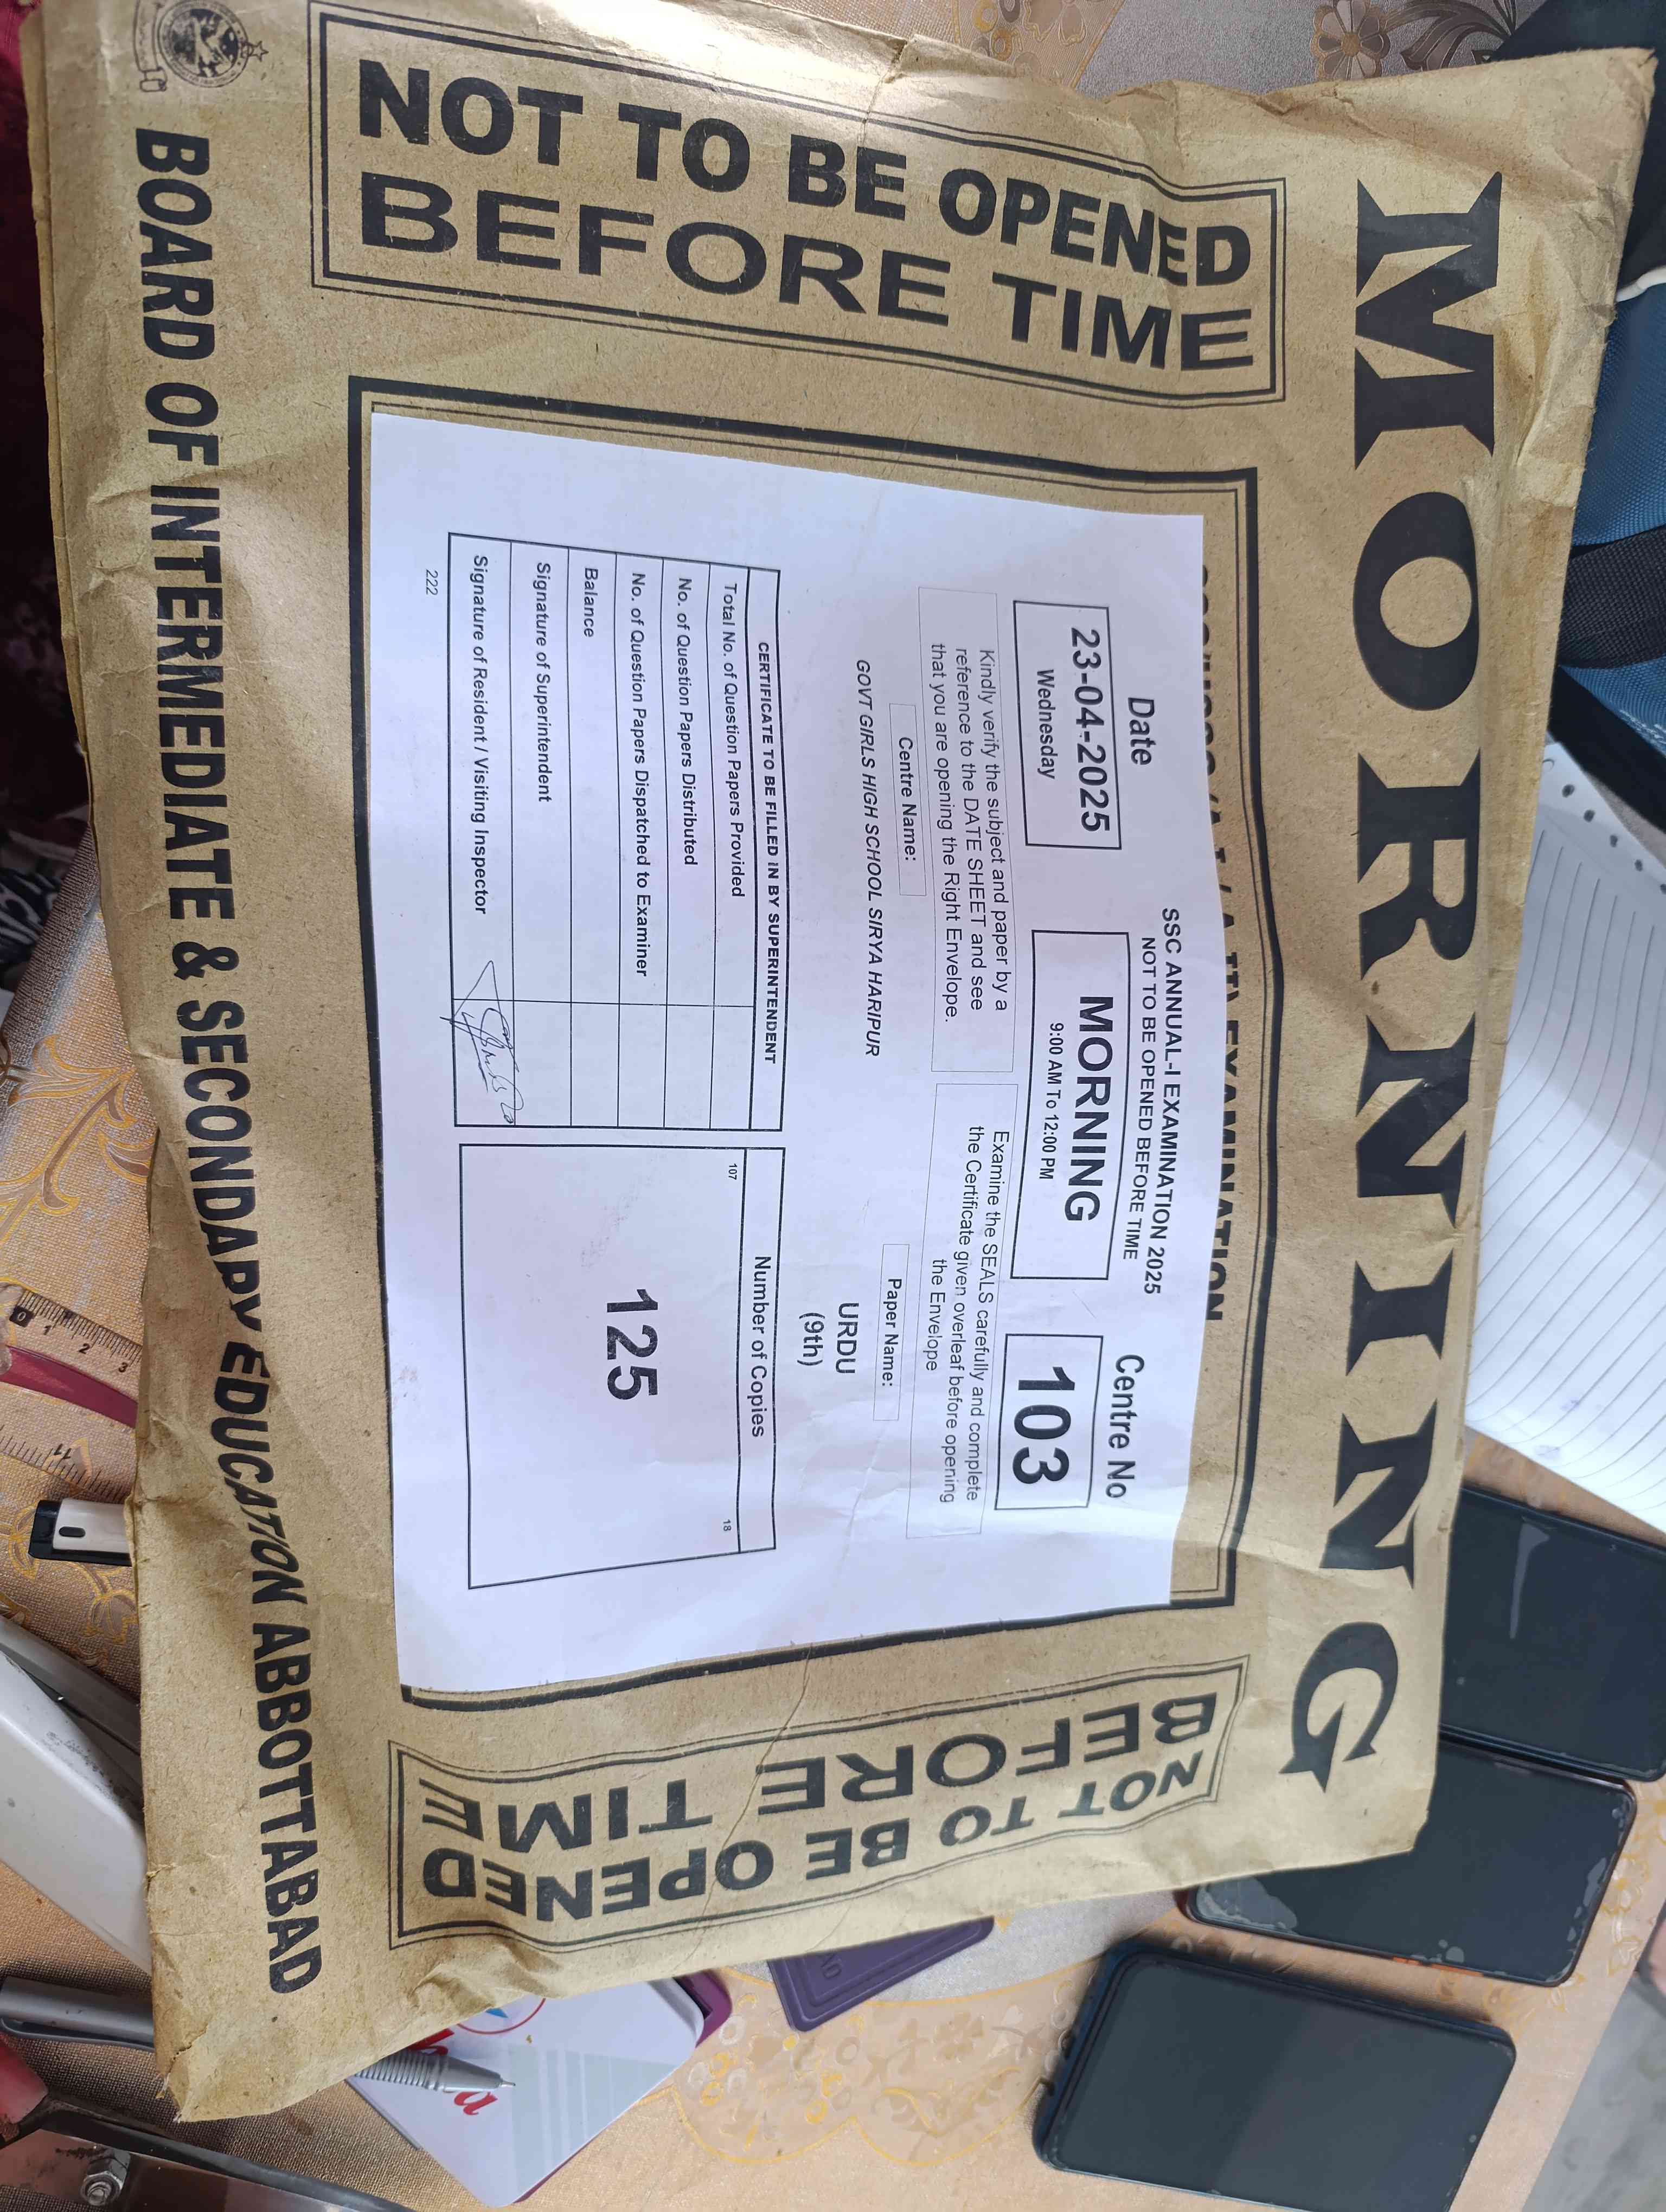 MORNING
NOT TO BE OPENED
BEFORE TIME
EXAMINATION
SSC ANNUAL-I EXAMINATION 2025
NOT TO BE OPENED BEFORE TIME
Date
23-04-2025
Wednesday
MORNING
9:00 AM To 12:00 PM
Centre No
103
Kindly verify the subject and paper by a
reference to the DATE SHEET and see
that you are opening the Right Envelope.
Examine the SEALS carefully and complete
the Certificate given overleaf before opening
the Envelope
Centre Name:
GOVT GIRLS HIGH SCHOOL SIRYA HARIPUR
Paper Name:
URDU
(9th)
CERTIFICATE TO BE FILLED IN BY SUPERINTENDENT
Total No. of Question Papers Provided
No. of Question Papers Distributed
No. of Question Papers Dispatched to Examiner
Balance
Signature of Superintendent
Signature of Resident / Visiting Inspector
222
Number of Copies
107
18
125
NOT TO BE OPENED
BEFORE TIME
BOARD OF INTERMEDIATE & SECONDARY EDUCATION ABBOTTABAD
0 1 2 3
11